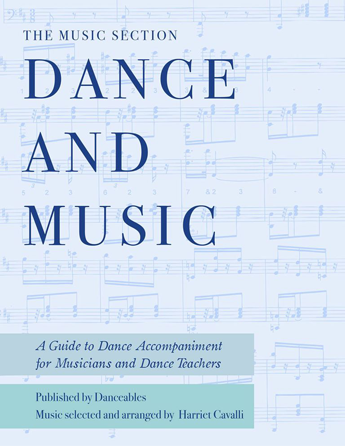 THE MUSIC SECTION
DANCE
AND
MUSIC
A Guide to Dance Accompaniment
for Musicians and Dance Teachers
Published by Danceables
Music selected and arranged by Harriet Cavalli